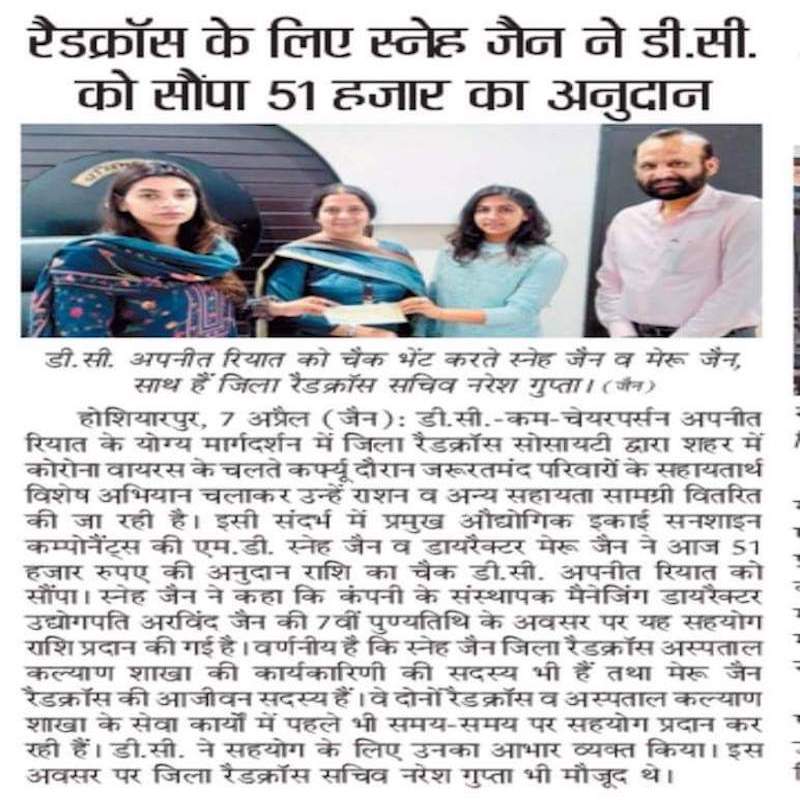 रैडक्रॉस के लिए स्नेह जैन ने डी.सी.
को सौंपा 51 हजार का अनुदान
डी.सी. अपनीत रियात को चैक भेंट करते स्नेह जैन व मेरू जैन,
साथ हैं जिला रैडक्रॉस सचिव नरेश गुप्ता। (जैन)
होशियारपुर, 7 अप्रैल (जैन): डी.सी.-कम-चेयरपर्सन अपनीत
रियात के योग्य मार्गदर्शन में जिला रैडक्रॉस सोसायटी द्वारा शहर में
कोरोना वायरस के चलते कर्फ्यू दौरान जरूरतमंद परिवारों के सहायतार्थ
विशेष अभियान चलाकर उन्हें राशन व अन्य सहायता सामग्री वितरित
की जा रही है। इसी संदर्भ में प्रमुख औद्योगिक इकाई सनशाइन
कम्पोनैंट्स की एम.डी. स्नेह जैन व डायरैक्टर मेरू जैन ने आज 51
हजार रुपए की अनुदान राशि का चैक डी.सी. अपनीत रियात को
सौंपा। स्नेह जैन ने कहा कि कंपनी के संस्थापक मैनेजिंग डायरैक्टर
उद्योगपति अरविंद जैन की 7वीं पुण्यतिथि के अवसर पर यह सहयोग
राशि प्रदान की गई है। वर्णनीय है कि स्नेह जैन जिला रैडक्रॉस अस्पताल
कल्याण शाखा की कार्यकारिणी की सदस्य भी हैं तथा मेरू जैन
रैडक्रॉस की आजीवन सदस्य हैं। वे दोनों रैडक्रॉस व अस्पताल कल्याण
शाखा के सेवा कार्यों में पहले भी समय-समय पर सहयोग प्रदान कर
रही हैं। डी.सी. ने सहयोग के लिए उनका आभार व्यक्त किया। इस
अवसर पर जिला रैडक्रॉस सचिव नरेश गुप्ता भी मौजूद थे।